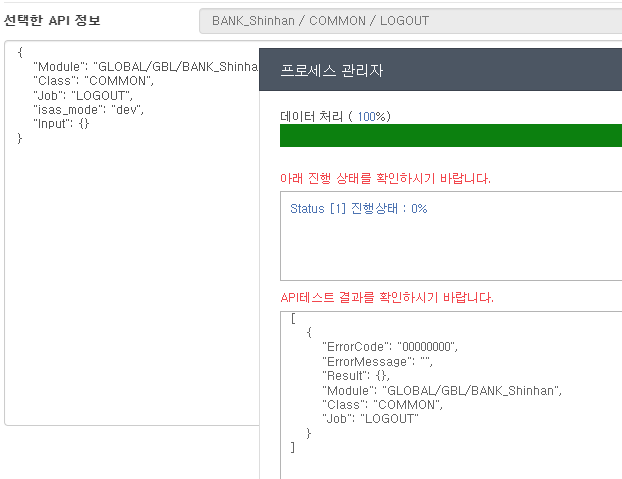 선택한 API 정보
BANK_Shinhan / COMMON / LOGOUT
{
"Module": "GLOBAL/GBL/BANK_Shinha
"Class": "COMMON",
"Job": "LOGOUT",
"isas_mode": "dev",
"Input": {}
}
프로세스 관리자
데이터 처리 ( 100%)
아래 진행 상태를 확인하시기 바랍니다.
Status [1] 진행상태 : 0%
API테스트 결과를 확인하시기 바랍니다.
[
{
"ErrorCode": "00000000",
"ErrorMessage": "",
"Result": {},
"Module": "GLOBAL/GBL/BANK_Shinhan",
"Class": "COMMON",
"Job": "LOGOUT"
}
]